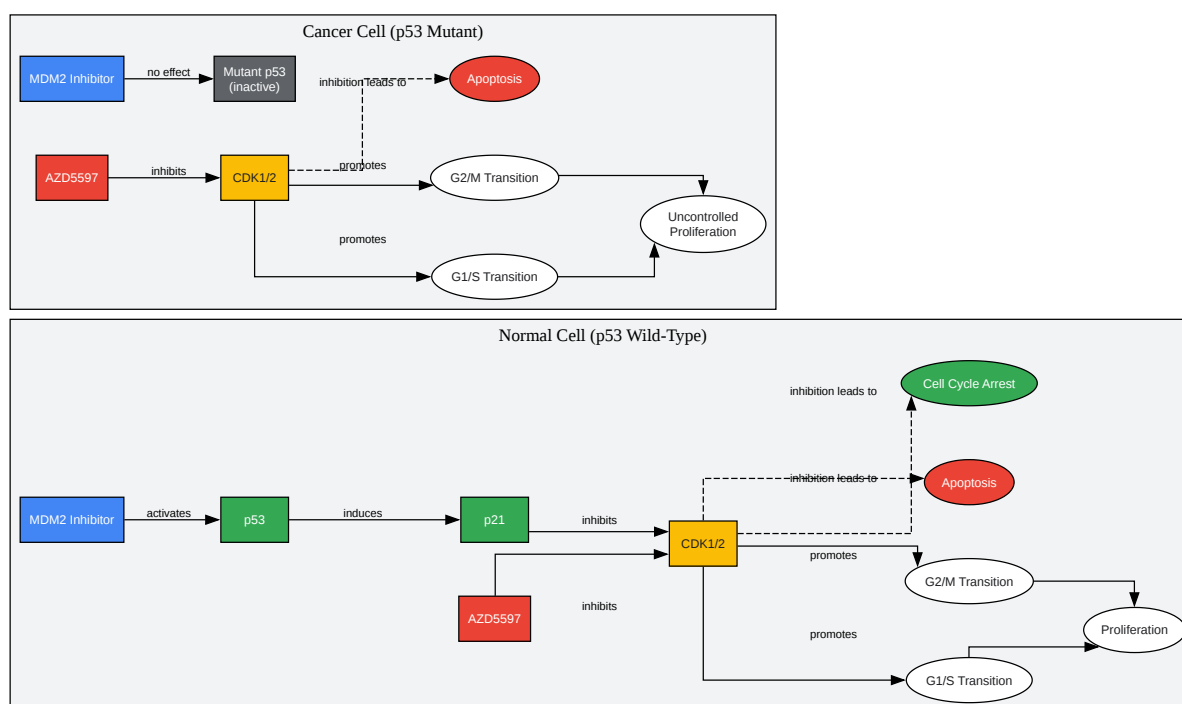 Cancer Cell (p53 Mutant)
MDM2 Inhibitor
no effect
Mutant p53
(inactive)
inhibition leads to
Apoptosis
AZD5597
inhibits
CDK1/2
promotes
G2/M Transition
Uncontrolled
Proliferation
promotes
G1/S Transition
Normal Cell (p53 Wild-Type)
inhibition leads to
Cell Cycle Arrest
inhibition leads to
Apoptosis
MDM2 Inhibitor
activates
p53
induces
p21
inhibits
CDK1/2
promotes
G2/M Transition
AZD5597
inhibits
promotes
Proliferation
G1/S Transition